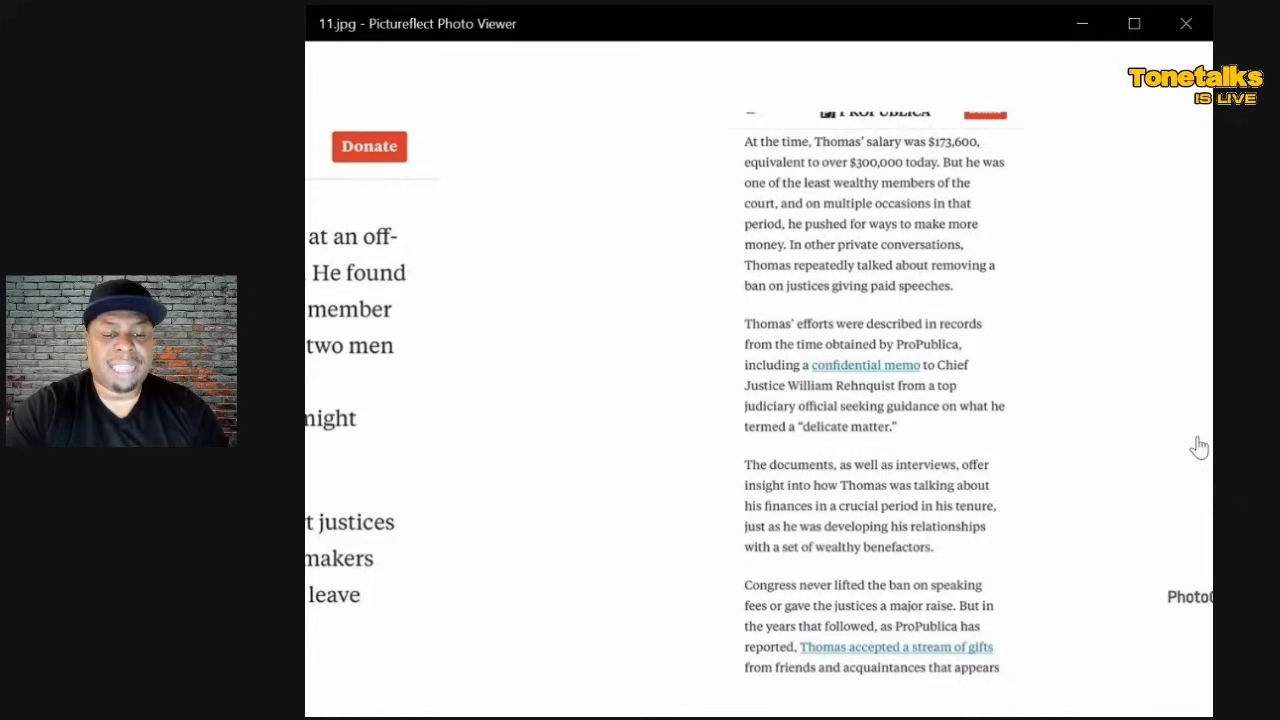 11.jpg - Pictureflect Photo Viewer
Tonetalks
IS LIVE
Donate
at an off-
. He found
member
two men
night
t justices
makers
leave
PROPUBLICA
At the time, Thomas’ salary was $173,600,
equivalent to over $300,000 today. But he was
one of the least wealthy members of the
court, and on multiple occasions in that
period, he pushed for ways to make more
money. In other private conversations,
Thomas repeatedly talked about removing a
ban on justices giving paid speeches.
Thomas’ efforts were described in records
from the time obtained by ProPublica,
including a confidential memo to Chief
Justice William Rehnquist from a top
judiciary official seeking guidance on what he
termed a “delicate matter.”
The documents, as well as interviews, offer
insight into how Thomas was talking about
his finances in a crucial period in his tenure,
just as he was developing his relationships
with a set of wealthy benefactors.
Congress never lifted the ban on speaking
fees or gave the justices a major raise. But in
the years that followed, as ProPublica has
reported, Thomas accepted a stream of gifts
from friends and acquaintances that appears
Photo